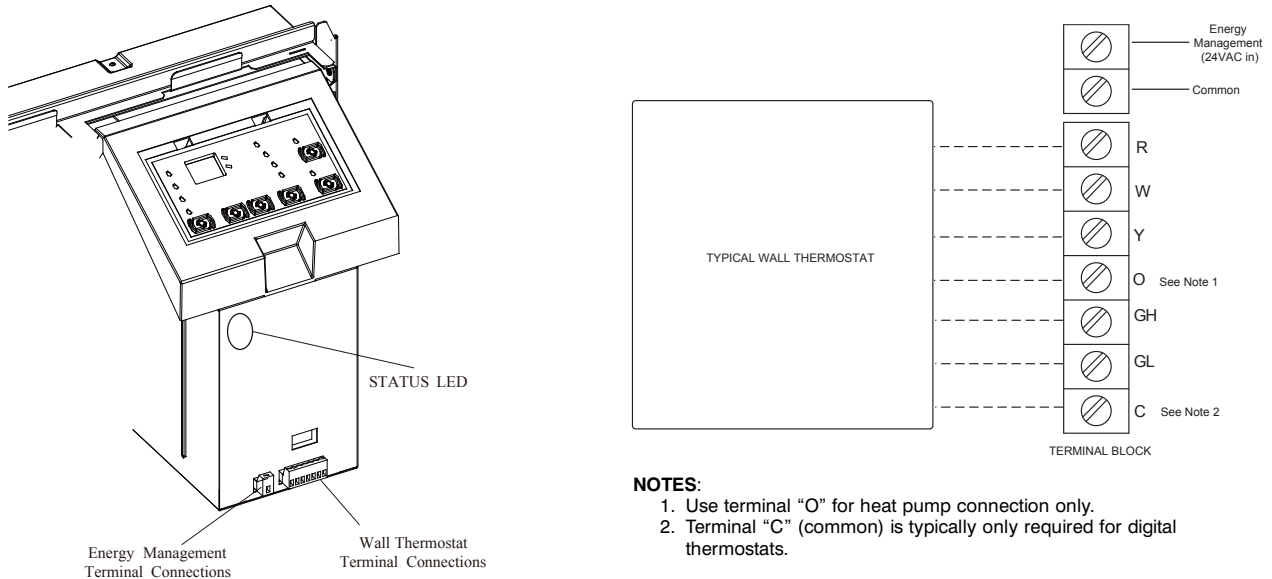 STATUS LED
Energy Management
Terminal Connections
Wall Thermostat
Terminal Connections
Energy
Management
(24VAC in)
Common
TYPICAL WALL THERMOSTAT
R
W
Y
O See Note 1
GH
GL
C See Note 2
TERMINAL BLOCK
NOTES:
1. Use terminal “O” for heat pump connection only.
2. Terminal “C” (common) is typically only required for digital
thermostats.